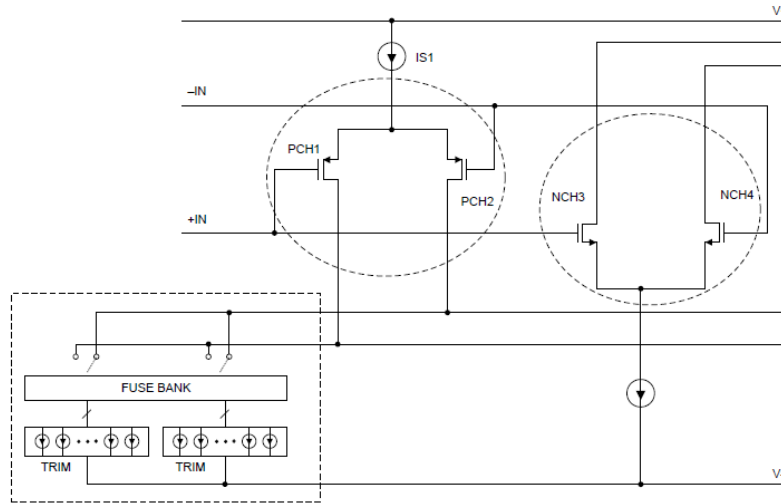 V
IS1
–IN
PCH1
PCH2
NCH3
NCH4
+IN
FUSE BANK
TRIM
TRIM